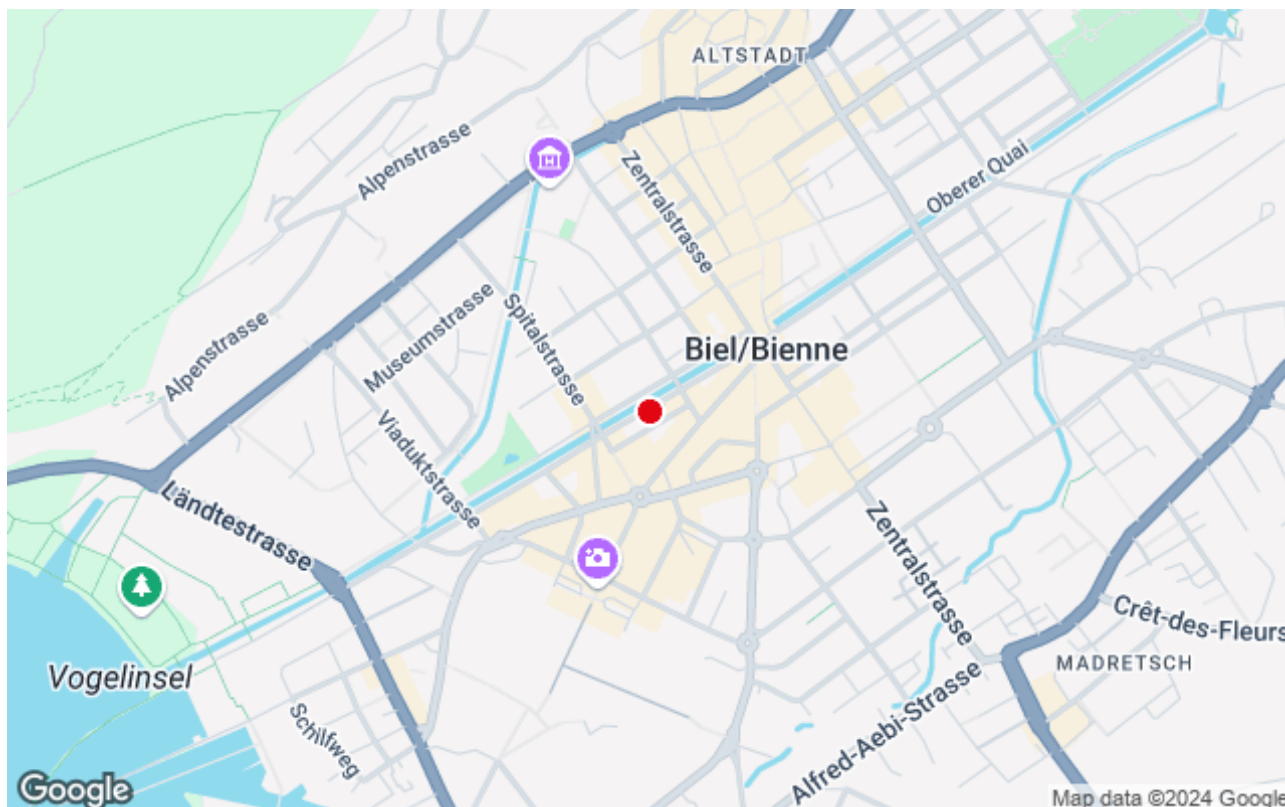 ALTSTADT
Alpenstrasse
Zentralstrasse
Oberer Quai
Museumstrasse
Spitalstrasse
Alpenstrasse
Biel/Bienne
Viaduktstrasse
Ländtestrasse
Zentralstrasse
Crêt-des-Fleurs
MADRETSCH
Vogelinsel
Alfred-Aebi-Strasse
Schilfweg
Google
Map data ©2024 Google